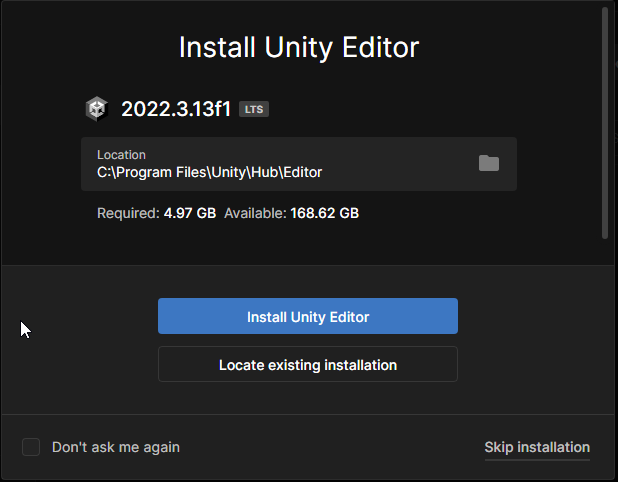 Install Unity Editor
2022.3.13f1 LTS
Location
C:\Program Files\Unity\Hub\Editor
Required: 4.97 GB Available: 168.62 GB
Install Unity Editor
Locate existing installation
Don't ask me again
Skip installation